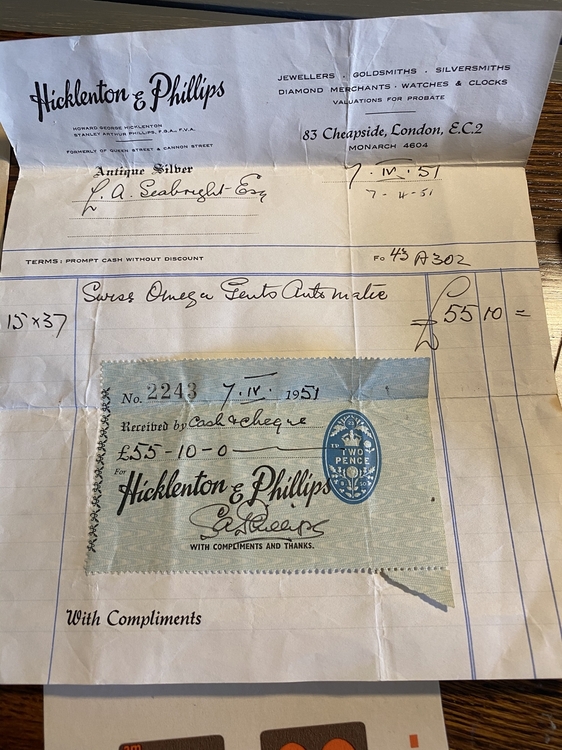 Hicklenton & Phillips
HOWARD GEORGE HICKLENTON
STANLEY ARTHUR PHILLIPS, F.G.A., F.V.A.
FORMERLY OF QUEEN STREET & CANNON STREET
JEWELLERS · GOLDSMITHS · SILVERSMITHS
DIAMOND MERCHANTS · WATCHES & CLOCKS
VALUATIONS FOR PROBATE
83 Cheapside, London, E.C.2
MONARCH 4604
Antique Silver
7 · IV · 51
L. A. Seabright Esq
7 - 4 - 51
TERMS: PROMPT CASH WITHOUT DISCOUNT
Fo 43 A302
Swiss Omega Gents Automatic
15 x 37
£55 10 =
No. 2243 7 · IV · 1951
Received by Cash & Cheque
£55-10-0
TWO
PENCE
For
Hicklenton & Phillips
S A Phillips
WITH COMPLIMENTS AND THANKS.
With Compliments
am